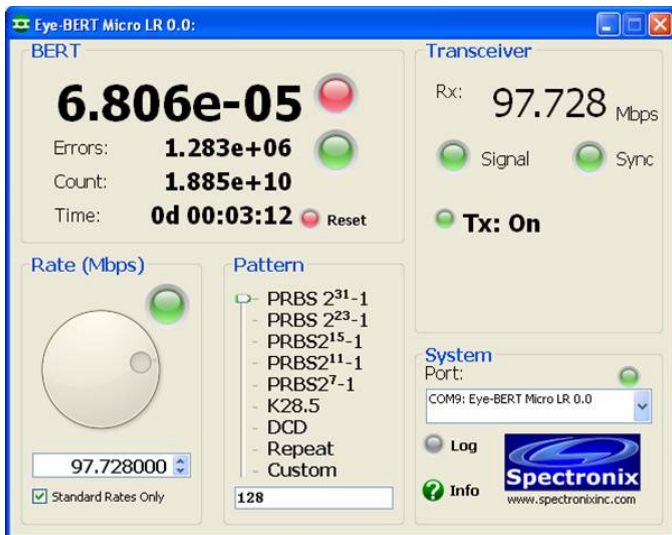 Eye-BERT Micro LR 0.0:
BERT
6.806e-05
Errors: 1.283e+06
Count: 1.885e+10
Time: 0d 00:03:12 Reset
Transceiver
Rx: 97.728 Mbps
Signal Sync
Tx: On
Rate (Mbps)
97.728000
Standard Rates Only
Pattern
PRBS 2³¹-1
PRBS 2²³-1
PRBS2¹⁵-1
PRBS2¹¹-1
PRBS2⁷-1
K28.5
DCD
Repeat
Custom
128
System
Port:
COM9: Eye-BERT Micro LR 0.0
Log
? Info
Spectronix
www.spectronixinc.com